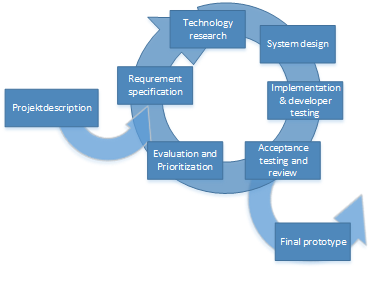 Technology
research
System design
Requrement
specification
Implementation
& developer
testing
Projektdescription
Evaluation and
Prioritization
Acceptance
testing and
review
Final prototype